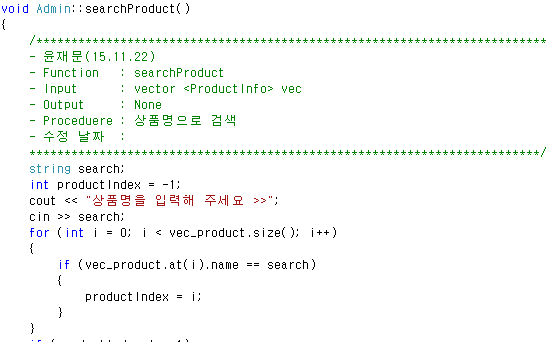 void Admin::searchProduct()
{
/*************************************************************************
- 윤재문(15.11.22)
- Function : searchProduct
- Input : vector <ProductInfo> vec
- Output : None
- Proceduere : 상품명으로 검색
- 수정 날짜 :
*************************************************************************/
string search;
int productIndex = -1;
cout << "상품명을 입력해 주세요 >>";
cin >> search;
for (int i = 0; i < vec_product.size(); i++)
{
if (vec_product.at(i).name == search)
{
productIndex = i;
}
}